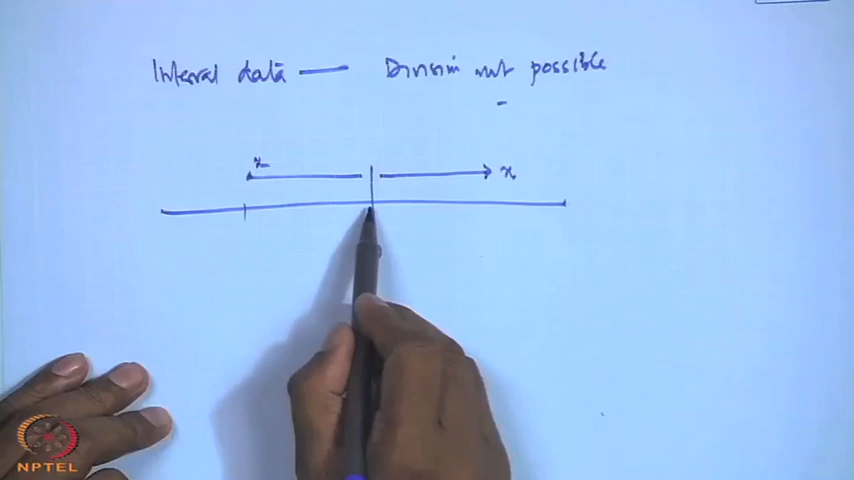 Interval data — Division not possible
x
x
NPTEL